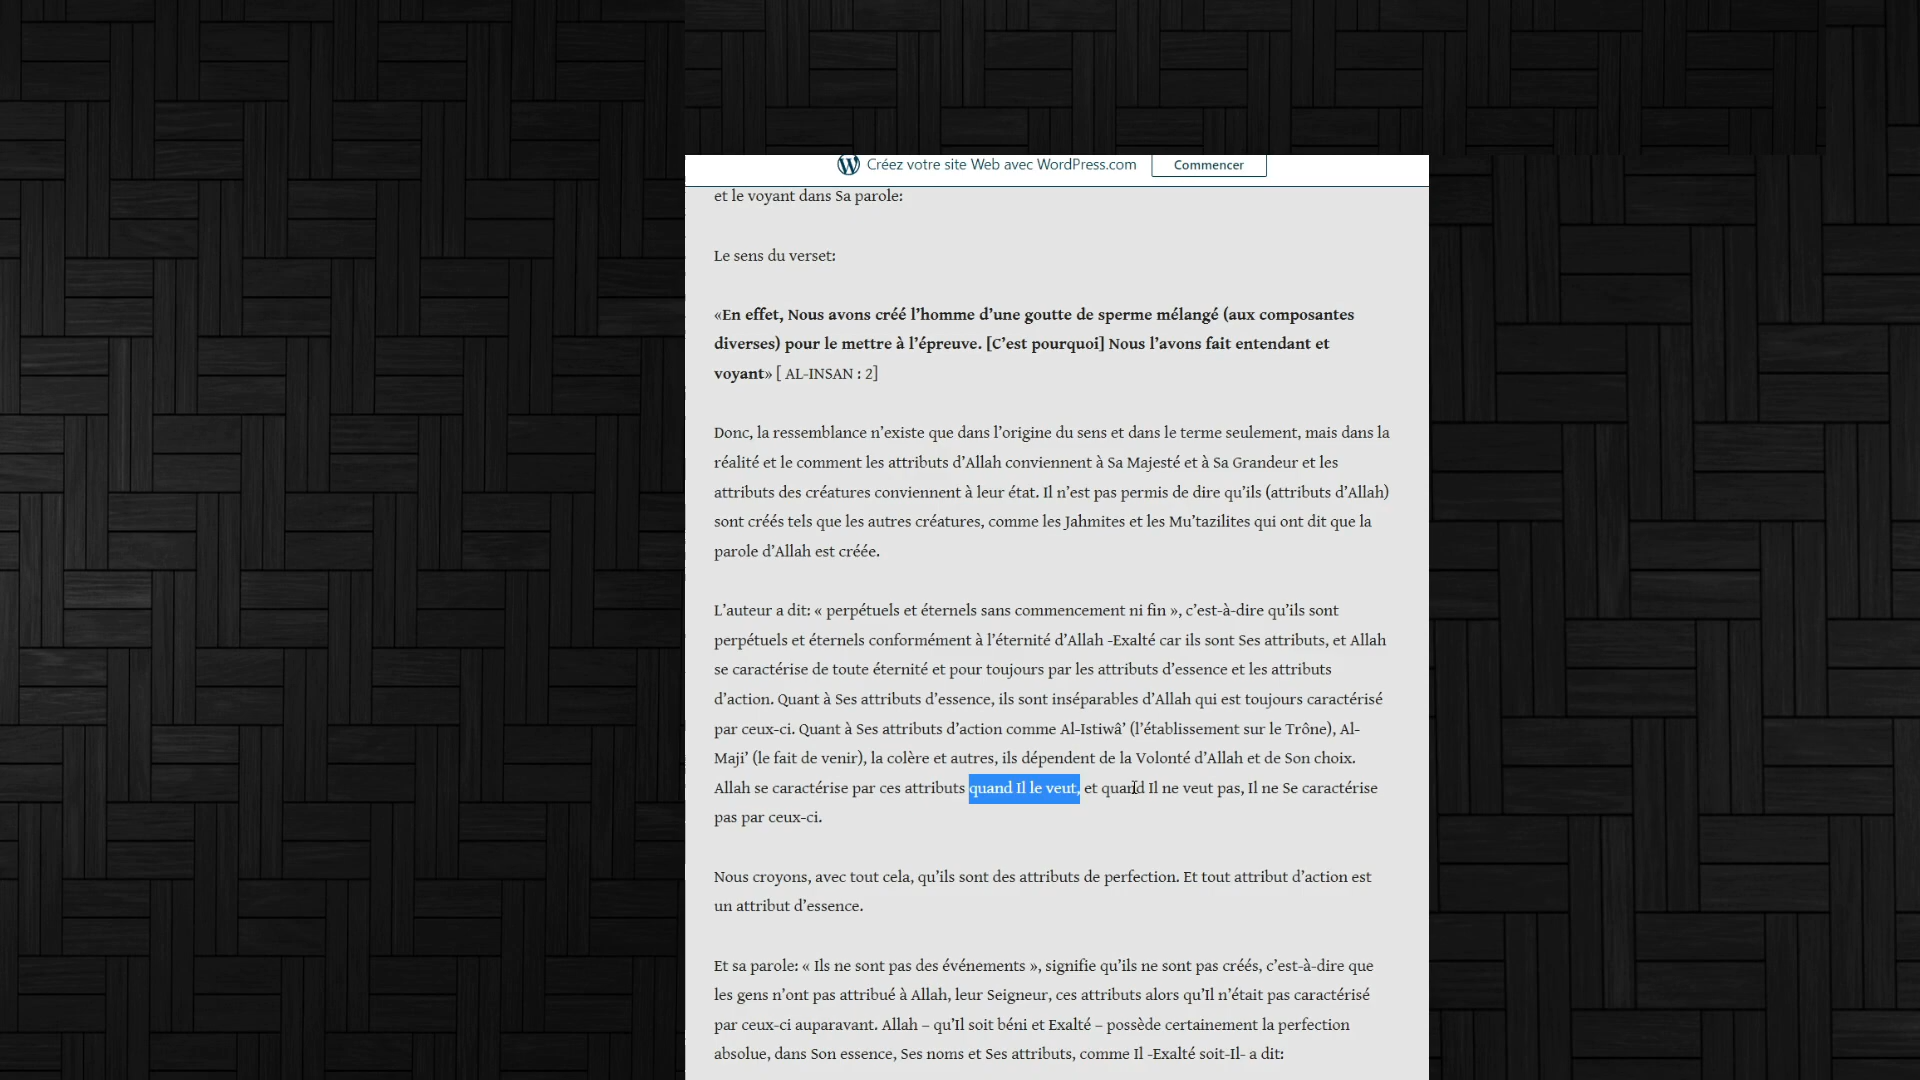 Créez votre site Web avec WordPress.com
Commencer
et le voyant dans Sa parole:
Le sens du verset:
«En effet, Nous avons créé l’homme d’une goutte de sperme mélangé (aux composantes
diverses) pour le mettre à l’épreuve. [C’est pourquoi] Nous l’avons fait entendant et
voyant» [ AL-INSAN : 2]
Donc, la ressemblance n’existe que dans l’origine du sens et dans le terme seulement, mais dans la
réalité et le comment les attributs d’Allah conviennent à Sa Majesté et à Sa Grandeur et les
attributs des créatures conviennent à leur état. Il n’est pas permis de dire qu’ils (attributs d’Allah)
sont créés tels que les autres créatures, comme les Jahmites et les Mu’tazilites qui ont dit que la
parole d’Allah est créée.
L’auteur a dit: « perpétuels et éternels sans commencement ni fin », c’est-à-dire qu’ils sont
perpétuels et éternels conformément à l’éternité d’Allah -Exalté car ils sont Ses attributs, et Allah
se caractérise de toute éternité et pour toujours par les attributs d’essence et les attributs
d’action. Quant à Ses attributs d’essence, ils sont inséparables d’Allah qui est toujours caractérisé
par ceux-ci. Quant à Ses attributs d’action comme Al-Istiwâ’ (l’établissement sur le Trône), Al-
Maji’ (le fait de venir), la colère et autres, ils dépendent de la Volonté d’Allah et de Son choix.
Allah se caractérise par ces attributs quand Il le veut, et quand Il ne veut pas, Il ne Se caractérise
pas par ceux-ci.
Nous croyons, avec tout cela, qu’ils sont des attributs de perfection. Et tout attribut d’action est
un attribut d’essence.
Et sa parole: « Ils ne sont pas des événements », signifie qu’ils ne sont pas créés, c’est-à-dire que
les gens n’ont pas attribué à Allah, leur Seigneur, ces attributs alors qu’Il n’était pas caractérisé
par ceux-ci auparavant. Allah – qu’Il soit béni et Exalté – possède certainement la perfection
absolue, dans Son essence, Ses noms et Ses attributs, comme Il -Exalté soit-Il- a dit: